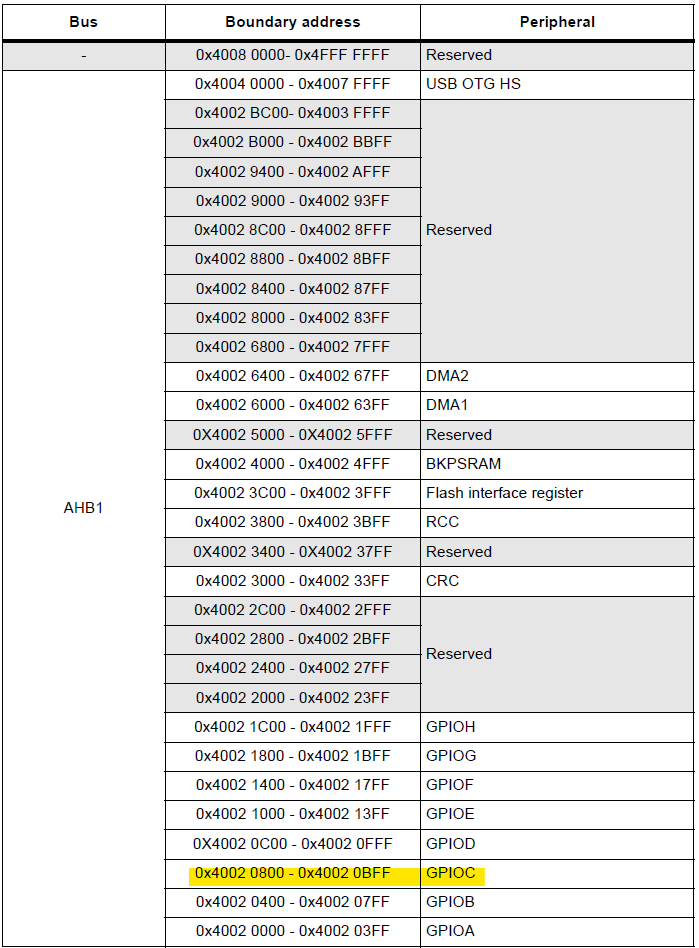 Bus Boundary address Peripheral
- 0x4008 0000- 0x4FFF FFFF Reserved
0x4004 0000 - 0x4007 FFFF USB OTG HS
0x4002 BC00- 0x4003 FFFF
0x4002 B000 - 0x4002 BBFF
0x4002 9400 - 0x4002 AFFF
0x4002 9000 - 0x4002 93FF
0x4002 8C00 - 0x4002 8FFF Reserved
0x4002 8800 - 0x4002 8BFF
0x4002 8400 - 0x4002 87FF
0x4002 8000 - 0x4002 83FF
0x4002 6800 - 0x4002 7FFF
0x4002 6400 - 0x4002 67FF DMA2
0x4002 6000 - 0x4002 63FF DMA1
0X4002 5000 - 0X4002 5FFF Reserved
0x4002 4000 - 0x4002 4FFF BKPSRAM
0x4002 3C00 - 0x4002 3FFF Flash interface register
AHB1 0x4002 3800 - 0x4002 3BFF RCC
0X4002 3400 - 0X4002 37FF Reserved
0x4002 3000 - 0x4002 33FF CRC
0x4002 2C00 - 0x4002 2FFF
0x4002 2800 - 0x4002 2BFF
0x4002 2400 - 0x4002 27FF Reserved
0x4002 2000 - 0x4002 23FF
0x4002 1C00 - 0x4002 1FFF GPIOH
0x4002 1800 - 0x4002 1BFF GPIOG
0x4002 1400 - 0x4002 17FF GPIOF
0x4002 1000 - 0x4002 13FF GPIOE
0X4002 0C00 - 0x4002 0FFF GPIOD
0x4002 0800 - 0x4002 0BFF GPIOC
0x4002 0400 - 0x4002 07FF GPIOB
0x4002 0000 - 0x4002 03FF GPIOA